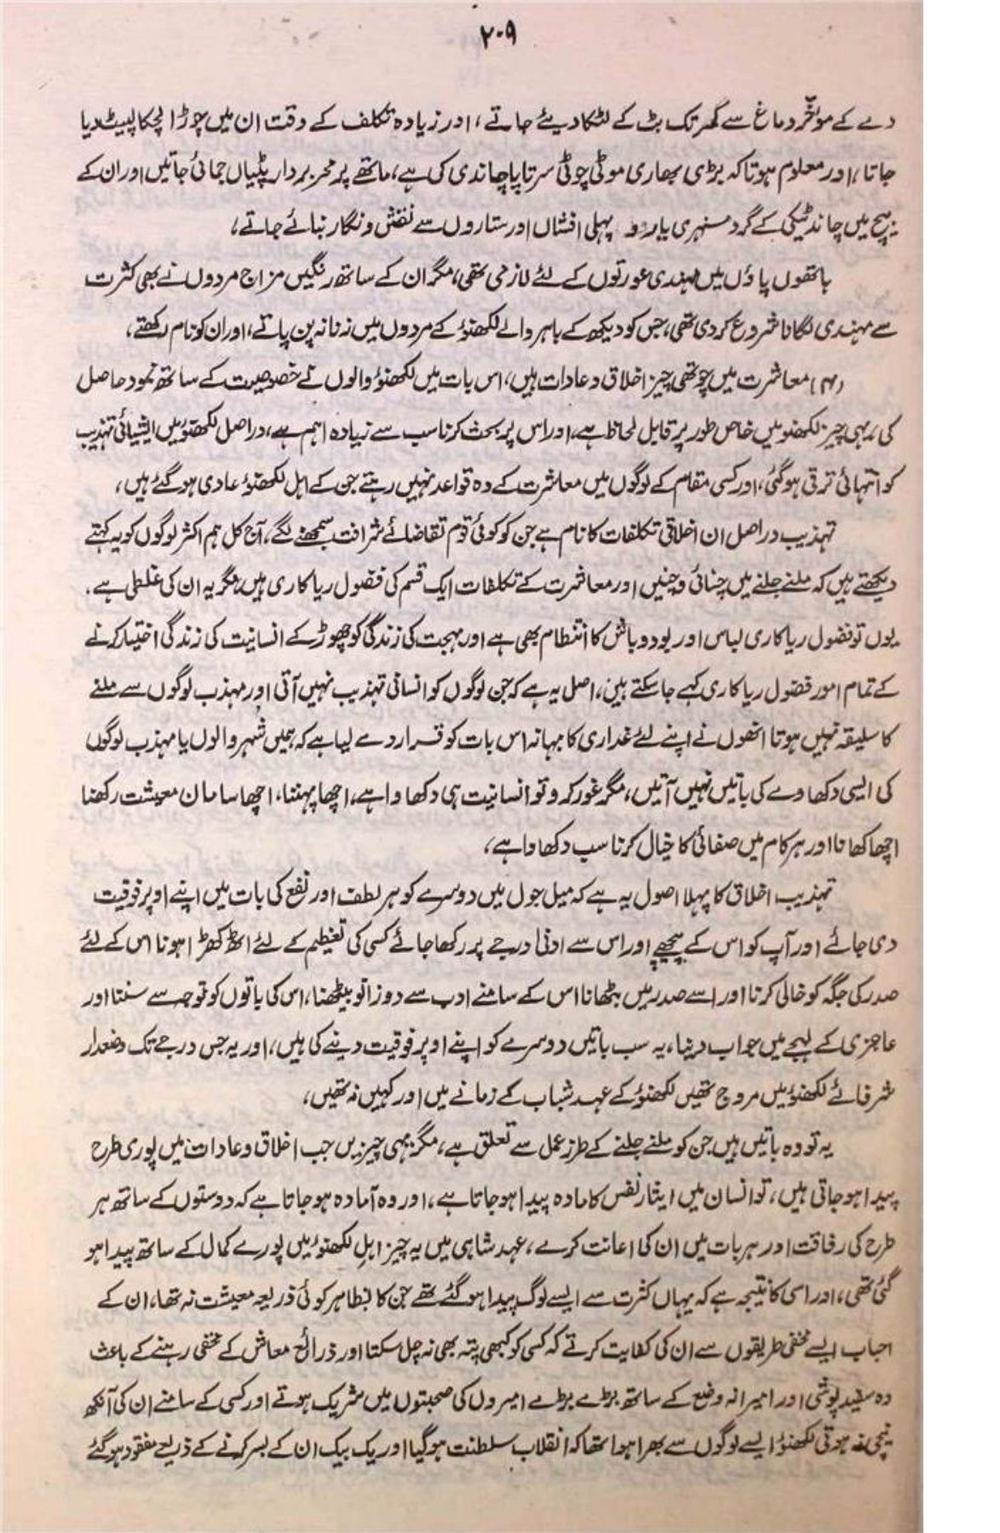 ۲۰۹
دے کے موخّر دماغ سے کمر تک بٹ کے لٹکا دیئے جاتے، اور زیادہ تکلف کے وقت ان میں چوڑا لچکا لپیٹ دیا
جاتا، اور معلوم ہوتا کہ بڑی بھاری موٹی چوٹی سرتاپا چاندی کی ہے، ماتھے پر محربردار پٹیاں جمائی جاتیں اور ان کے
بیچ میں چاند ٹیکی کے گرد سنہری یا رو پہلی افشاں اور ستاروں سے نقش و نگار بنائے جاتے،
ہاتھوں پاؤں میں مہندی عورتوں کے لئے لازمی تھی، مگر ان کے ساتھ رنگیں مزاج مردوں نے بھی کثرت
سے مہندی لگانا شروع کر دی تھی، جس کو دیکھ کے باہر والے لکھنؤ کے مردوں میں زنانہ پن پاتے، اور ان کو نام رکھتے،
(۴) معاشرت میں چوتھی چیز اخلاق و عادات ہیں، اس بات میں لکھنؤ والوں نے خصوصیت کے ساتھ نمود حاصل
کی، یہی چیز لکھنؤ میں خاص طور پر قابل لحاظ ہے، اور اس پر بحث کرنا سب سے زیادہ اہم ہے، دراصل لکھنؤ میں ایشیائی تہذیب
کو انتہائی ترقی ہو گئی، اور کسی مقام کے لوگوں میں معاشرت کے وہ قواعد نہیں رہتے جن کے اہل لکھنؤ عادی ہو گئے ہیں،
تہذیب دراصل ان اخلاقی تکلفات کا نام ہے جن کو کوئی قوم تقاضائے شرافت سمجھنے لگے، آج کل ہم اکثر لوگوں کو یہ کہتے
دیکھتے ہیں کہ ملنے جلنے میں چنائی و چنیں اور معاشرت کے تکلفات ایک قسم کی فضول ریاکاری ہیں مگر یہ ان کی غلطی ہے۔
یوں تو فضول ریاکاری لباس اور بود و باش کا انتظام بھی ہے اور بہجت کی زندگی کو چھوڑ کے انسانیت کی زندگی اختیار کرنے
کے تمام امور فضول ریاکاری کہے جا سکتے ہیں، اصل یہ ہے کہ جن لوگوں کو انسانی تہذیب نہیں آتی اور مہذب لوگوں سے ملنے
کا سلیقہ نہیں ہوتا انھوں نے اپنے لئے غداری کا بہانہ اس بات کو قرار دے لیا ہے کہ ہمیں شہر والوں یا مہذب لوگوں
کی ایسی دکھاوے کی باتیں نہیں آتیں، مگر غور کرو تو انسانیت ہی دکھاوا ہے، اچھا پہننا، اچھا سامان معیشت رکھنا
اچھا کھانا اور ہر کام میں صفائی کا خیال کرنا سب دکھاوا ہے،
تہذیب اخلاق کا پہلا اصول یہ ہے کہ میل جول میں دوسرے کو ہر لطف اور نفع کی بات میں اپنے اوپر فوقیت
دی جائے اور آپ کو اس کے پیچھے اور اس سے ادنیٰ درجے پر رکھا جائے کسی کی تعظیم کے لئے اٹھ کھڑا ہونا اس کے لئے
صدر کی جگہ کو خالی کرنا اور اسے صدر میں بٹھانا اس کے سامنے ادب سے دوزانو بیٹھنا، اس کی باتوں کو توجہ سے سننا اور
عاجزی کے لہجے میں جواب دینا، یہ سب باتیں دوسرے کو اپنے اوپر فوقیت دینے کی ہیں، اور یہ جس درجے تک وضعدار
شرفائے لکھنؤ میں مروج تھیں لکھنؤ کے عہد شباب کے زمانے میں اور کہیں نہ تھیں،
یہ تو وہ باتیں ہیں جن کو ملنے جلنے کے طرز عمل سے تعلق ہے، مگر یہی چیزیں جب اخلاق و عادات میں پوری طرح
پیدا ہو جاتی ہیں، تو انسان میں ایثار نفس کا مادہ پیدا ہو جاتا ہے، اور وہ آمادہ ہو جاتا ہے کہ دوستوں کے ساتھ ہر
طرح کی رفاقت اور ہر بات میں ان کی اعانت کرے، عہد شاہی میں یہ چیز اہلِ لکھنؤ میں پورے کمال کے ساتھ پیدا ہو
گئی تھی، اور اسی کا نتیجہ ہے کہ یہاں کثرت سے ایسے لوگ پیدا ہو گئے تھے جن کا بظاہر کوئی ذریعہ معیشت نہ تھا، ان کے
احباب ایسے مخفی طریقوں سے ان کی کفایت کرتے کہ کسی کو کبھی پتہ بھی نہ چل سکتا اور ذرائع معاش کے مخفی رہنے کے باعث
وہ سفید پوشی اور امیرانہ وضع کے ساتھ بڑے بڑے امیروں کی صحبتوں میں شریک ہوتے اور کسی کے سامنے ان کی آنکھ
نیچی نہ ہوتی لکھنؤ ایسے لوگوں سے بھرا ہوا تھا کہ انقلاب سلطنت ہو گیا اور یک بیک ان کے بسر کرنے کے ذریعے مفقود ہو گئے